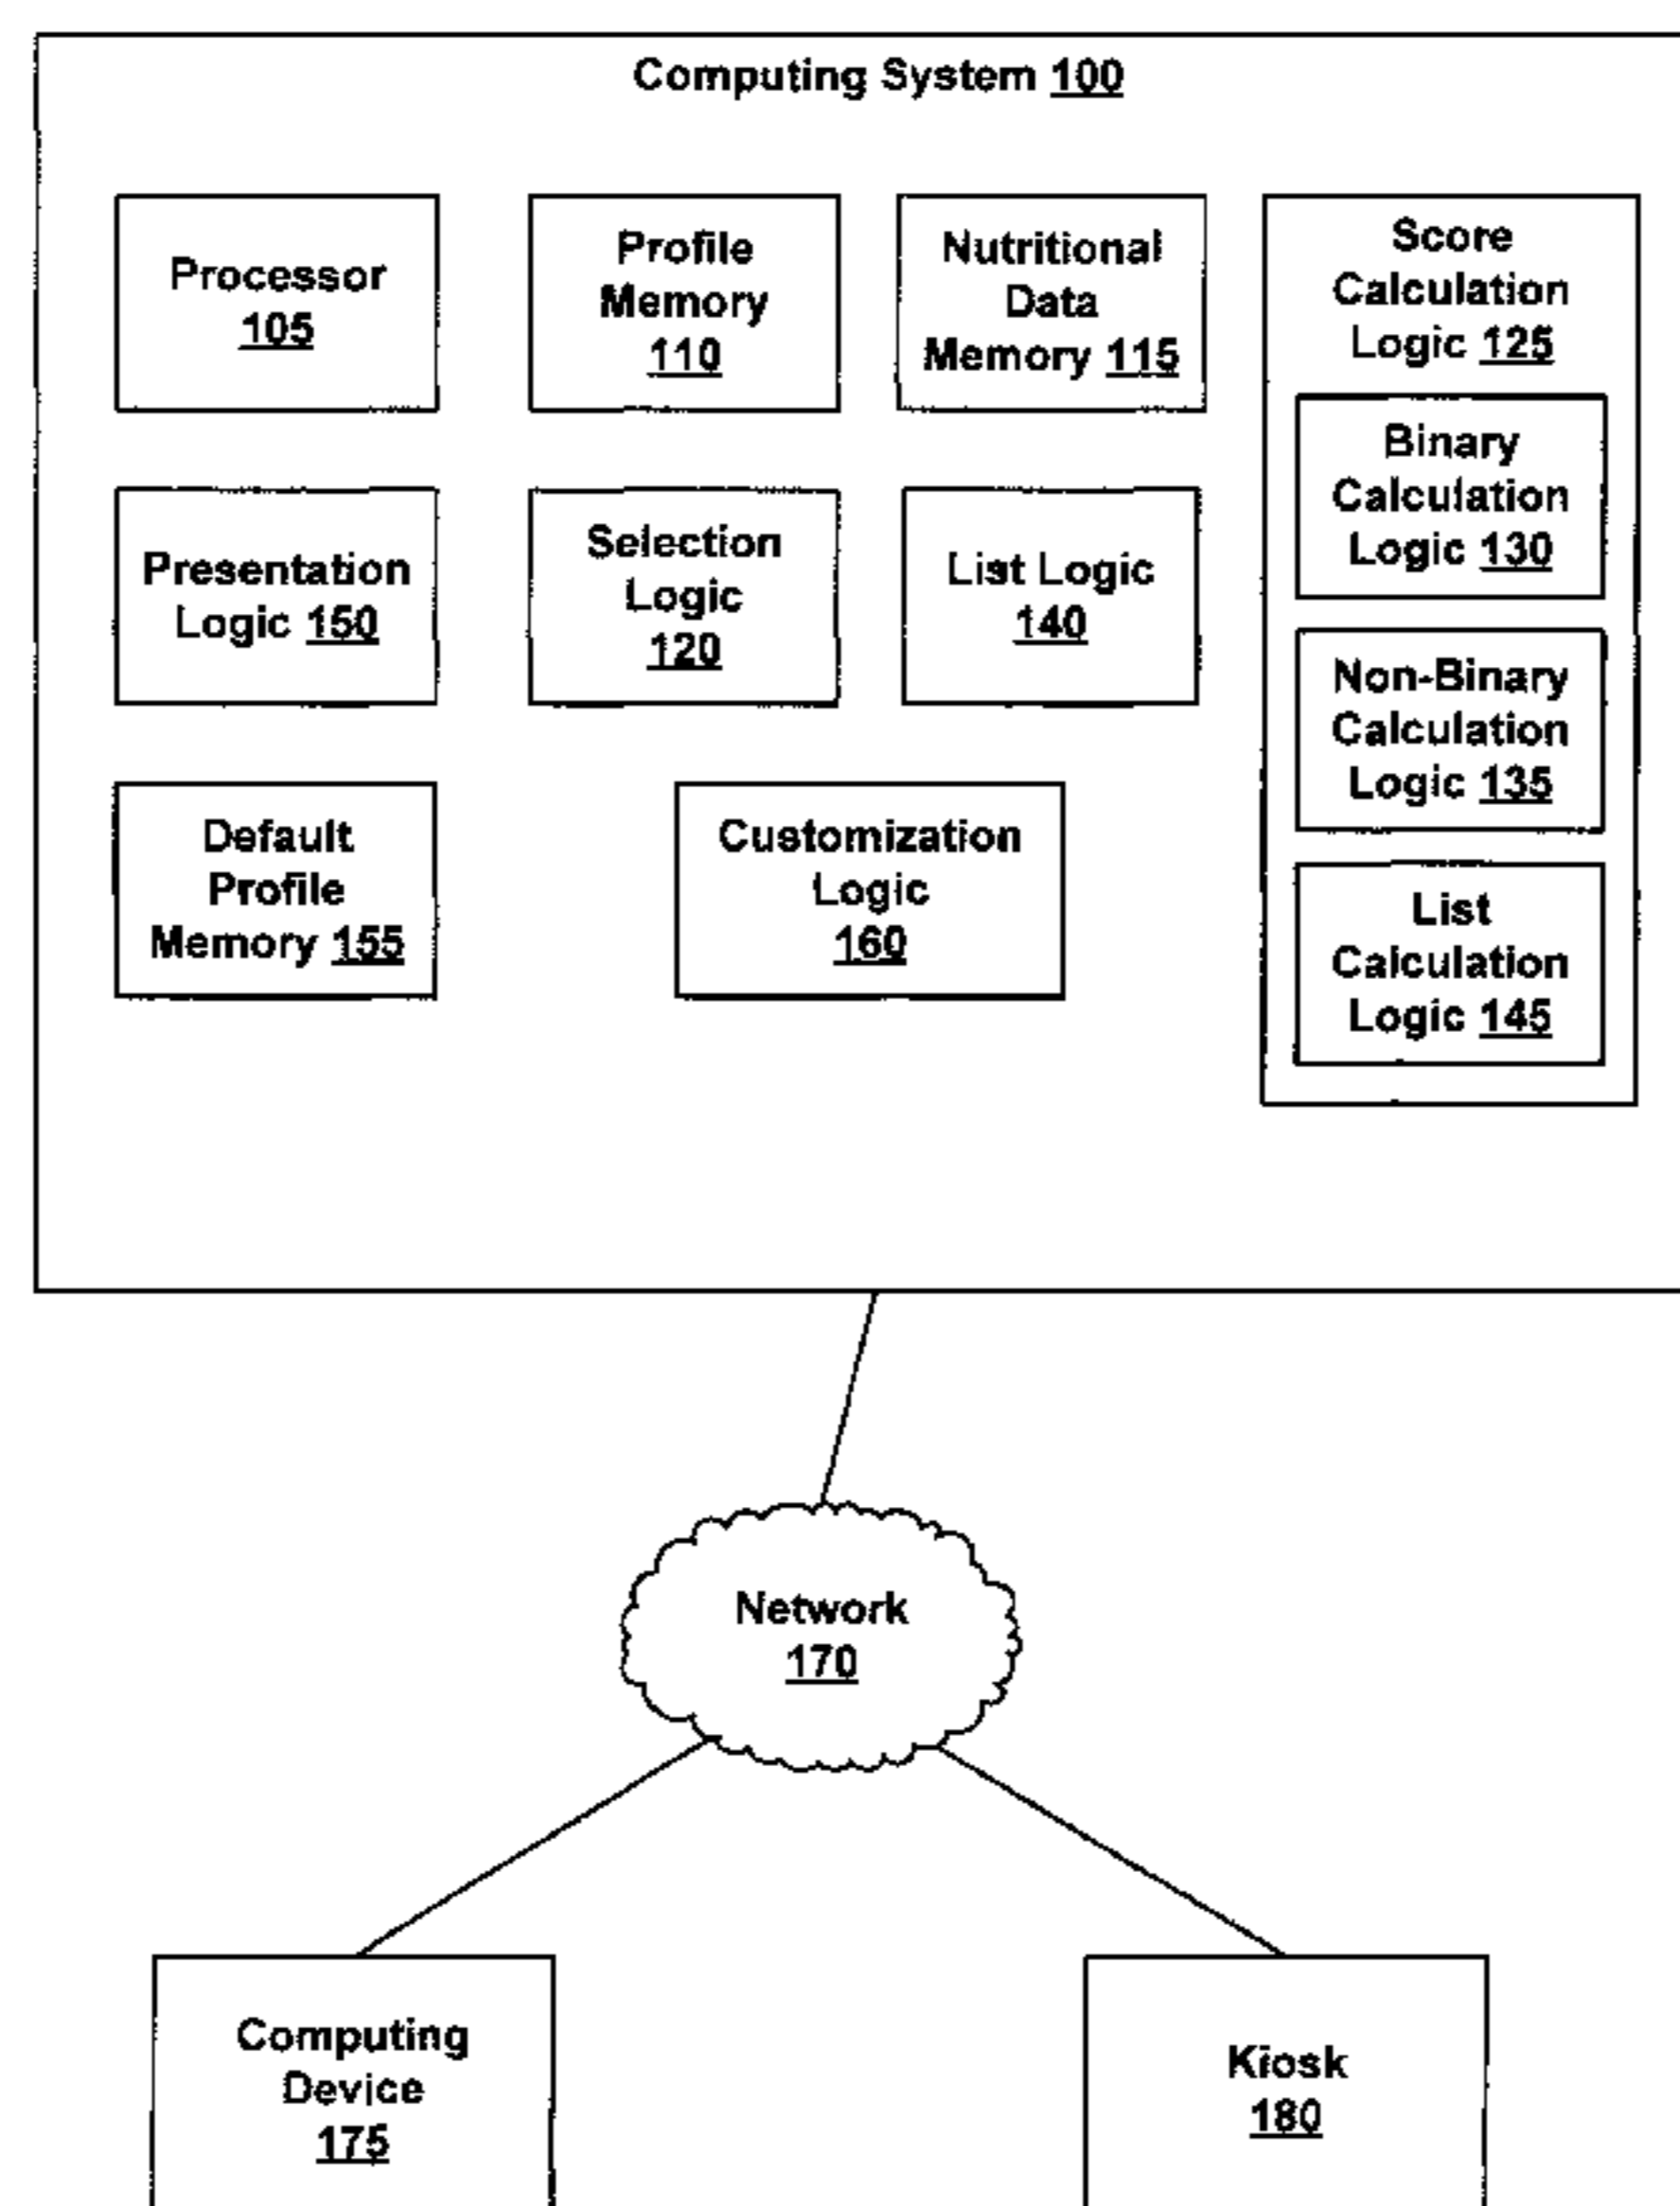 Computing System 100
Processor
105
Profile
Memory
110
Nutritional
Data
Memory 115
Score
Calculation
Logic 125
Binary
Calculation
Logic 130
Non-Binary
Calculation
Logic 135
List
Calculation
Logic 145
Presentation
Logic 150
Selection
Logic
120
List Logic
140
Default
Profile
Memory 155
Customization
Logic
160
Network
170
Computing
Device
175
Kiosk
180